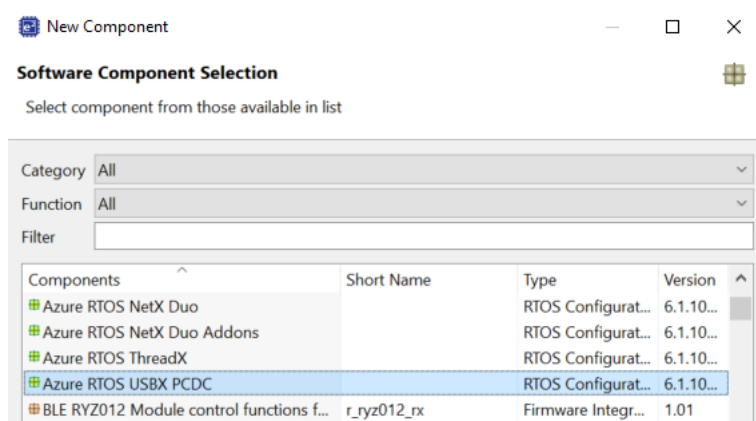 New Component
Software Component Selection
Select component from those available in list
Category All
Function All
Filter
Components Short Name Type Version
Azure RTOS NetX Duo RTOS Configurat... 6.1.10...
Azure RTOS NetX Duo Addons RTOS Configurat... 6.1.10...
Azure RTOS ThreadX RTOS Configurat... 6.1.10...
Azure RTOS USBX PCDC RTOS Configurat... 6.1.10...
BLE RYZ012 Module control functions f... r_ryz012_rx Firmware Integr... 1.01